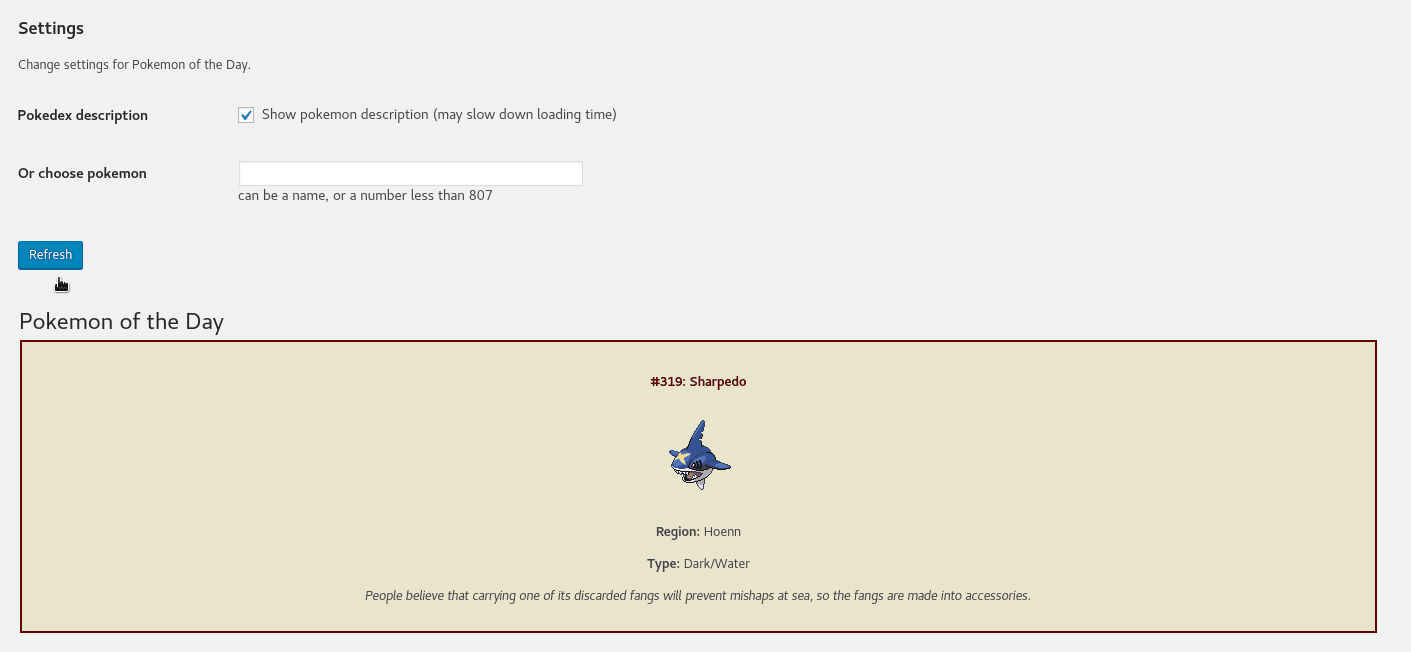 Settings
Change settings for Pokemon of the Day.
Pokedex description
Show pokemon description (may slow down loading time)
Or choose pokemon
can be a name, or a number less than 807
Refresh
Pokemon of the Day
#319: Sharpedo
Region: Hoenn
Type: Dark/Water
People believe that carrying one of its discarded fangs will prevent mishaps at sea, so the fangs are made into accessories.